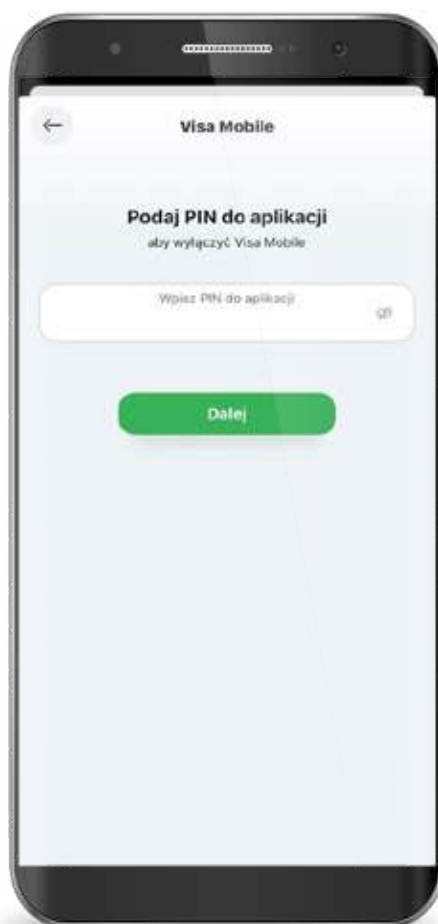 Visa Mobile
Podaj PIN do aplikacji
aby wyłączyć Visa Mobile
Wpisz PIN do aplikacji
Dalej